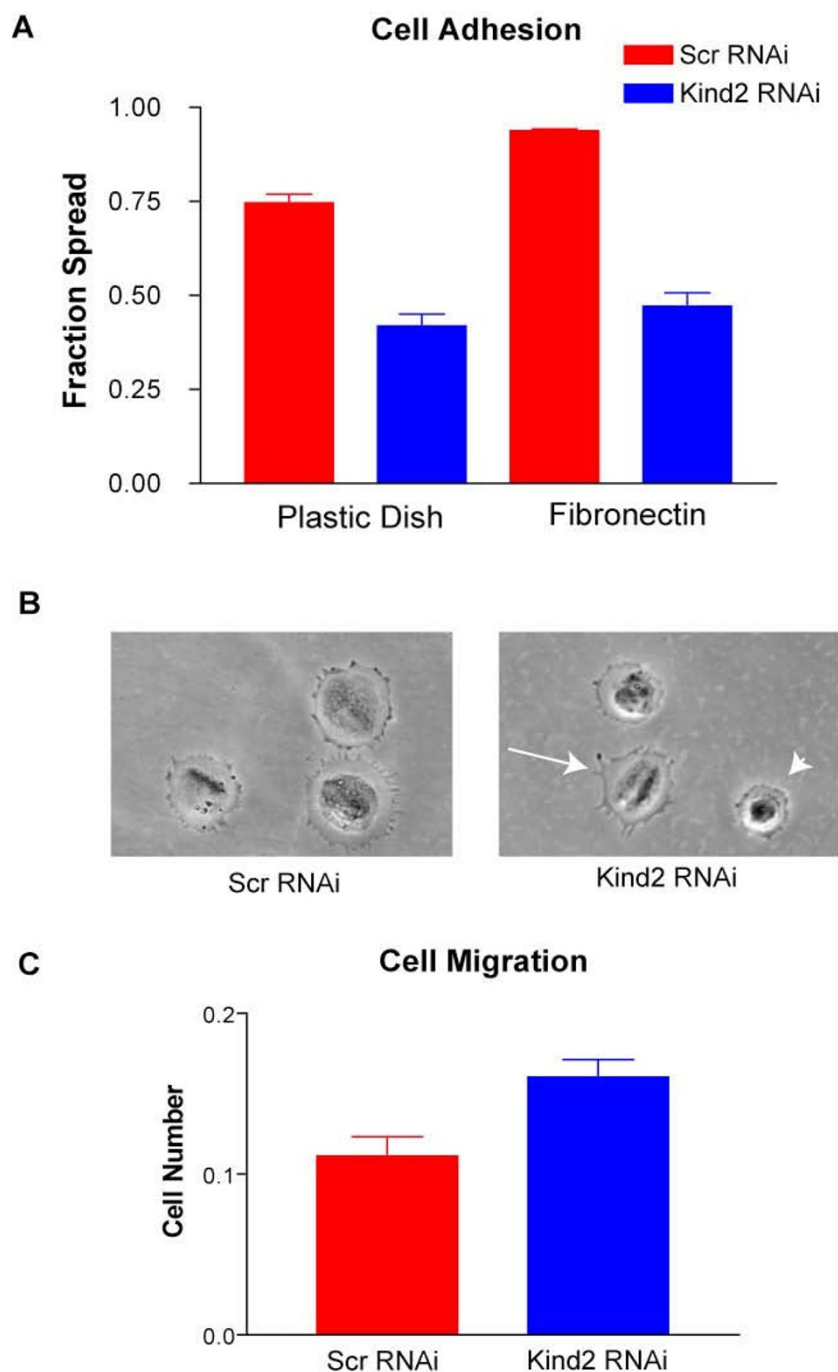 A
Cell Adhesion
Scr RNAi
Kind2 RNAi
1.00
0.75
0.50
0.25
0.00
Fraction Spread
Plastic Dish
Fibronectin
B
Scr RNAi
Kind2 RNAi
C
Cell Migration
0.2
0.1
0.0
Cell Number
Scr RNAi
Kind2 RNAi